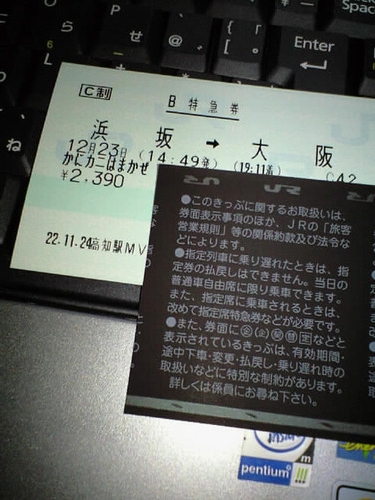 C制
B 特急券
浜 坂 → 大 阪
12月23日 (14:49発) (19:11着) C42
かにカニはまかぜ
¥2,390
22.11.24高知駅MV
●このきっぷに関するお取扱いは、
券面表示事項のほか、JRの「旅客
営業規則」等の関係約款及び法令な
どによります。
●指定列車に乗り遅れたときは、指
定券の払戻しはできません。当日の
普通車自由席に限り乗車できます。
また、指定席に乗車されるときは、
改めて指定席特急券などが必要です。
●また、券面に
などと
表示されているきっぷは、有効期間・
途中下車・変更・払戻し・乗り遅れ時の
取扱いなどに特別な制約があります。
詳しくは係員にお尋ね下さい。
P
せ
ら
6
L
り
ね
@
{
「
[
。
Enter
Space
pentium
m